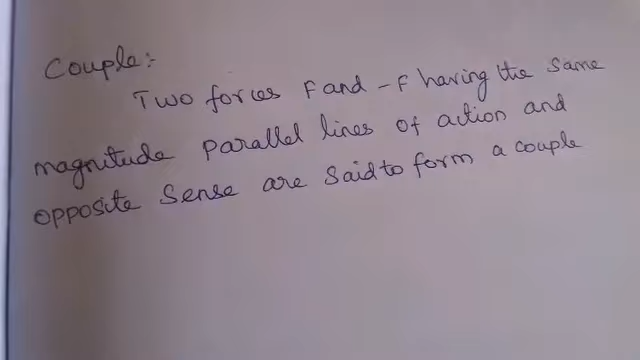 Couple:
Two forces F and -F having the same
magnitude parallel lines of action and
opposite sense are said to form a couple